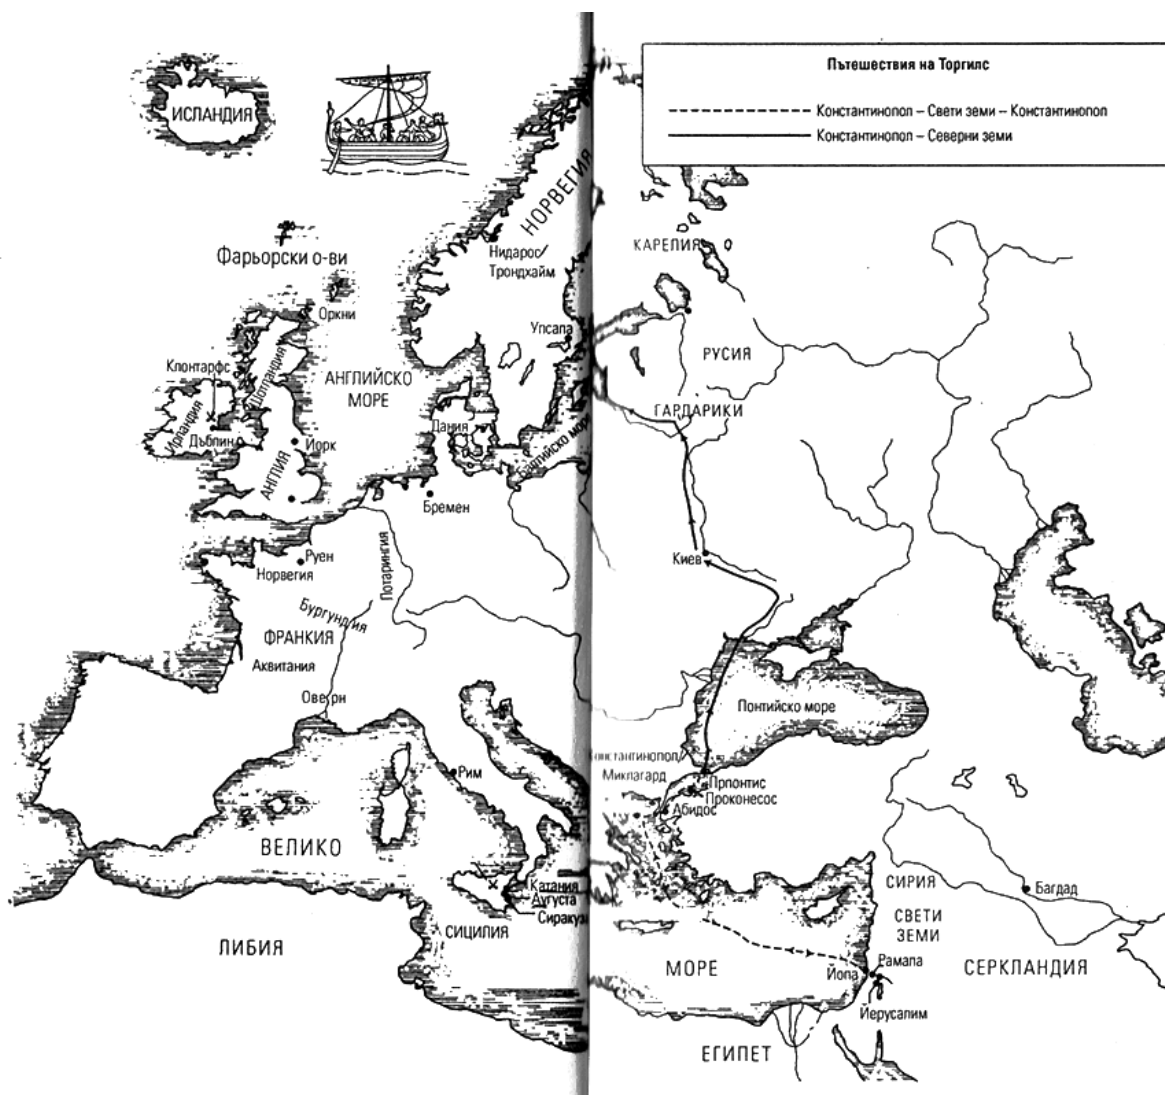 Пътешествия на Торгилс
Константинопол – Свети земи – Константинопол
Константинопол – Северни земи
ИСЛАНДИЯ
НОРВЕГИЯ
КАРЕЛИЯ
Фарьорски о-ви
Нидарос/
Трондхайм
Оркни
Упсала
РУСИЯ
Клонтарфс
Шотландия
АНГЛИЙСКО
МОРЕ
ГАРДАРИКИ
Ирландия
Дъблин
Йорк
Дания
Балтийско море
АНГЛИЯ
Бремен
Руен
Норвегия
Лотарингия
Киев
Бургундия
ФРАНКИЯ
Аквитания
Оверн
Понтийско море
Константинопол/
Миклагард
Рим
Прпонтис
Проконесос
Абидос
ВЕЛИКО
Катания
Аугуста
Сиракуза
СИРИЯ
Багдад
СИЦИЛИЯ
СВЕТИ
ЗЕМИ
ЛИБИЯ
МОРЕ
Йопа
Рамала
СЕРКЛАНДИЯ
Йерусалим
ЕГИПЕТ